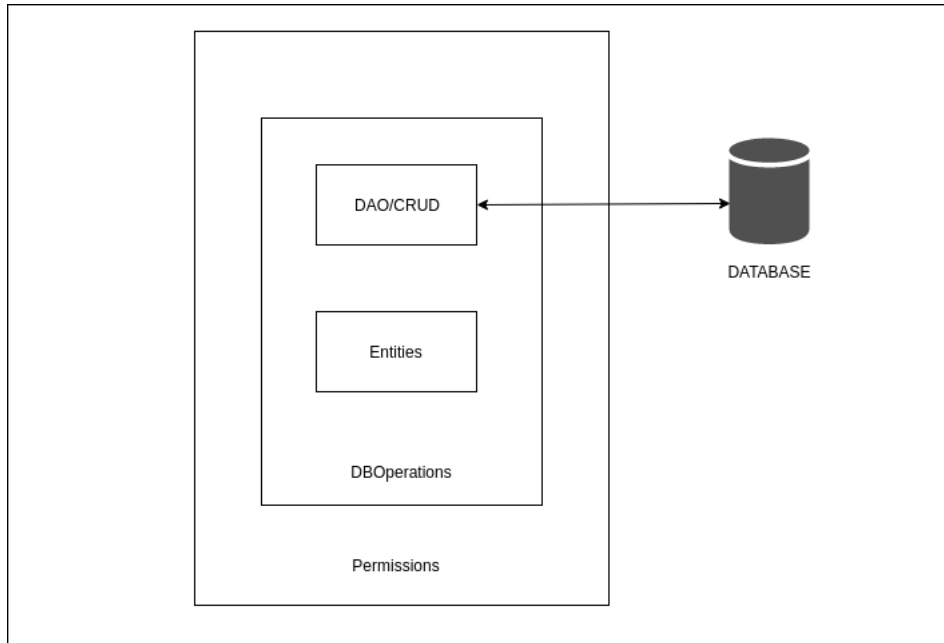 DAO/CRUD
DATABASE
Entities
DBOperations
Permissions